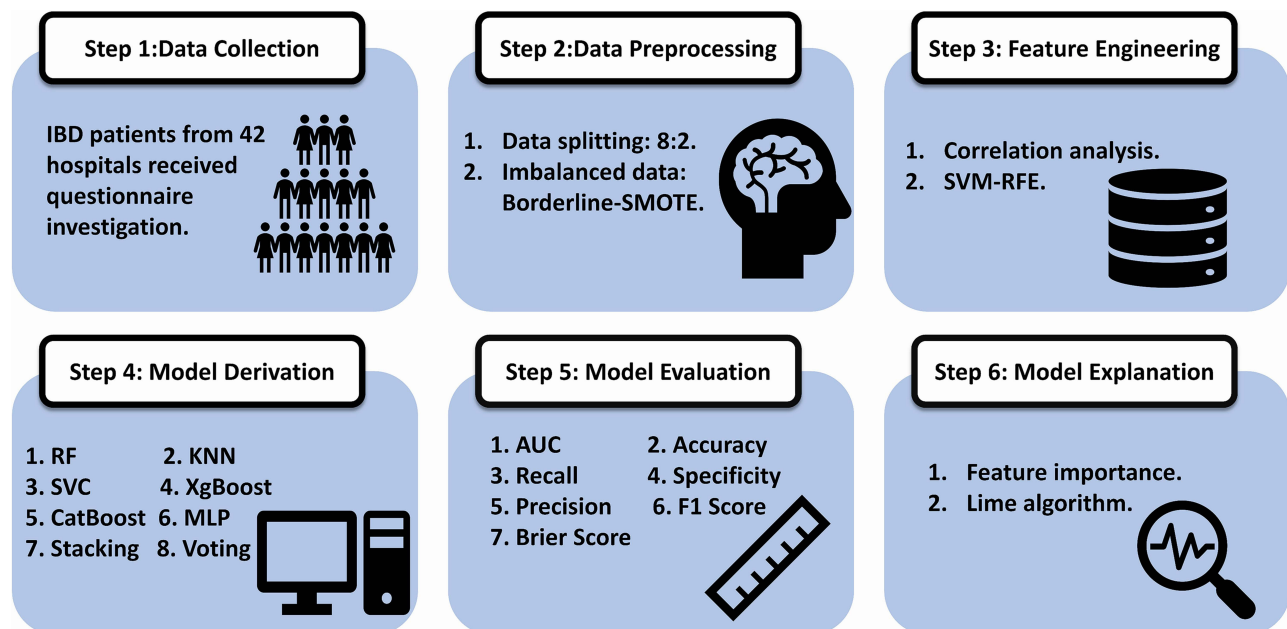 Step 1:Data Collection
IBD patients from 42
hospitals received
questionnaire
investigation.
Step 2:Data Preprocessing
1. Data splitting: 8:2.
2. Imbalanced data:
Borderline-SMOTE.
Step 3: Feature Engineering
1. Correlation analysis.
2. SVM-RFE.
Step 4: Model Derivation
1. RF 2. KNN
3. SVC 4. XgBoost
5. CatBoost 6. MLP
7. Stacking 8. Voting
Step 5: Model Evaluation
1. AUC 2. Accuracy
3. Recall 4. Specificity
5. Precision 6. F1 Score
7. Brier Score
Step 6: Model Explanation
1. Feature importance.
2. Lime algorithm.